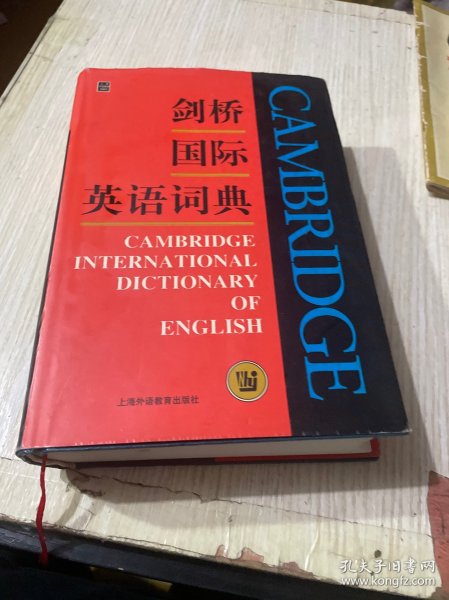 剑桥
国际
英语词典
CAMBRIDGE
INTERNATIONAL
DICTIONARY
OF
ENGLISH
CAMBRIDGE
上海外语教育出版社
孔夫子旧书网
www.kongfz.com